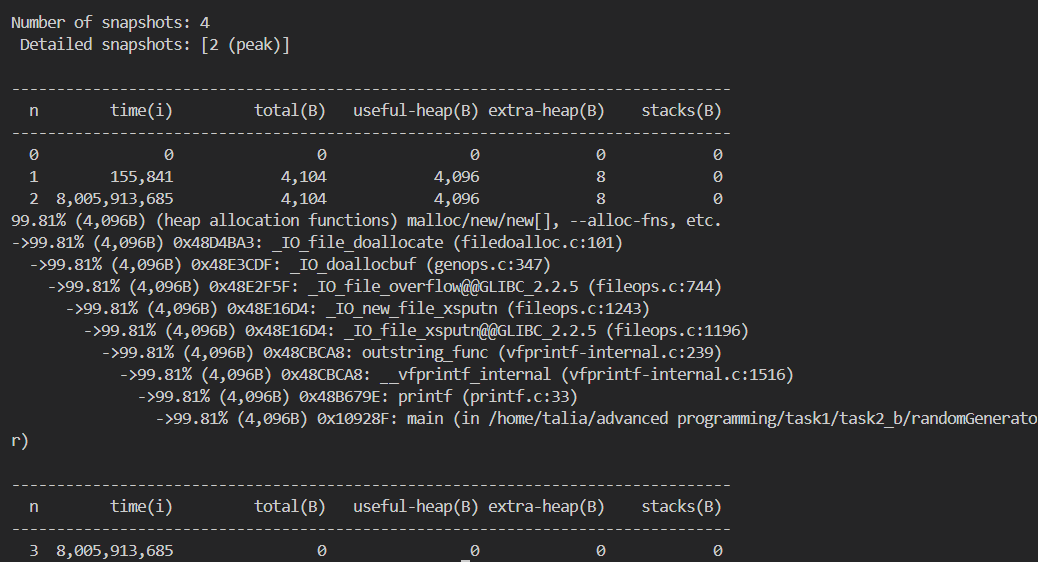 Number of snapshots: 4
 Detailed snapshots: [2 (peak)]
--------------------------------------------------------------------------------
  n        time(i)         total(B)   useful-heap(B) extra-heap(B)    stacks(B)
--------------------------------------------------------------------------------
  0              0                0                0             0            0
  1        155,841            4,104            4,096             8            0
  2  8,005,913,685            4,104            4,096             8            0
99.81% (4,096B) (heap allocation functions) malloc/new/new[], --alloc-fns, etc.
->99.81% (4,096B) 0x48D4BA3: _IO_file_doallocate (filedoalloc.c:101)
  ->99.81% (4,096B) 0x48E3CDF: _IO_doallocbuf (genops.c:347)
    ->99.81% (4,096B) 0x48E2F5F: _IO_file_overflow@@GLIBC_2.2.5 (fileops.c:744)
      ->99.81% (4,096B) 0x48E16D4: _IO_new_file_xsputn (fileops.c:1243)
        ->99.81% (4,096B) 0x48E16D4: _IO_file_xsputn@@GLIBC_2.2.5 (fileops.c:1196)
          ->99.81% (4,096B) 0x48CBCA8: outstring_func (vfprintf-internal.c:239)
            ->99.81% (4,096B) 0x48CBCA8: __vfprintf_internal (vfprintf-internal.c:1516)
              ->99.81% (4,096B) 0x48B679E: printf (printf.c:33)
                ->99.81% (4,096B) 0x10928F: main (in /home/talia/advanced programming/task1/task2_b/randomGenerato
r)
--------------------------------------------------------------------------------
  n        time(i)         total(B)   useful-heap(B) extra-heap(B)    stacks(B)
--------------------------------------------------------------------------------
  3  8,005,913,685                0                0             0            0